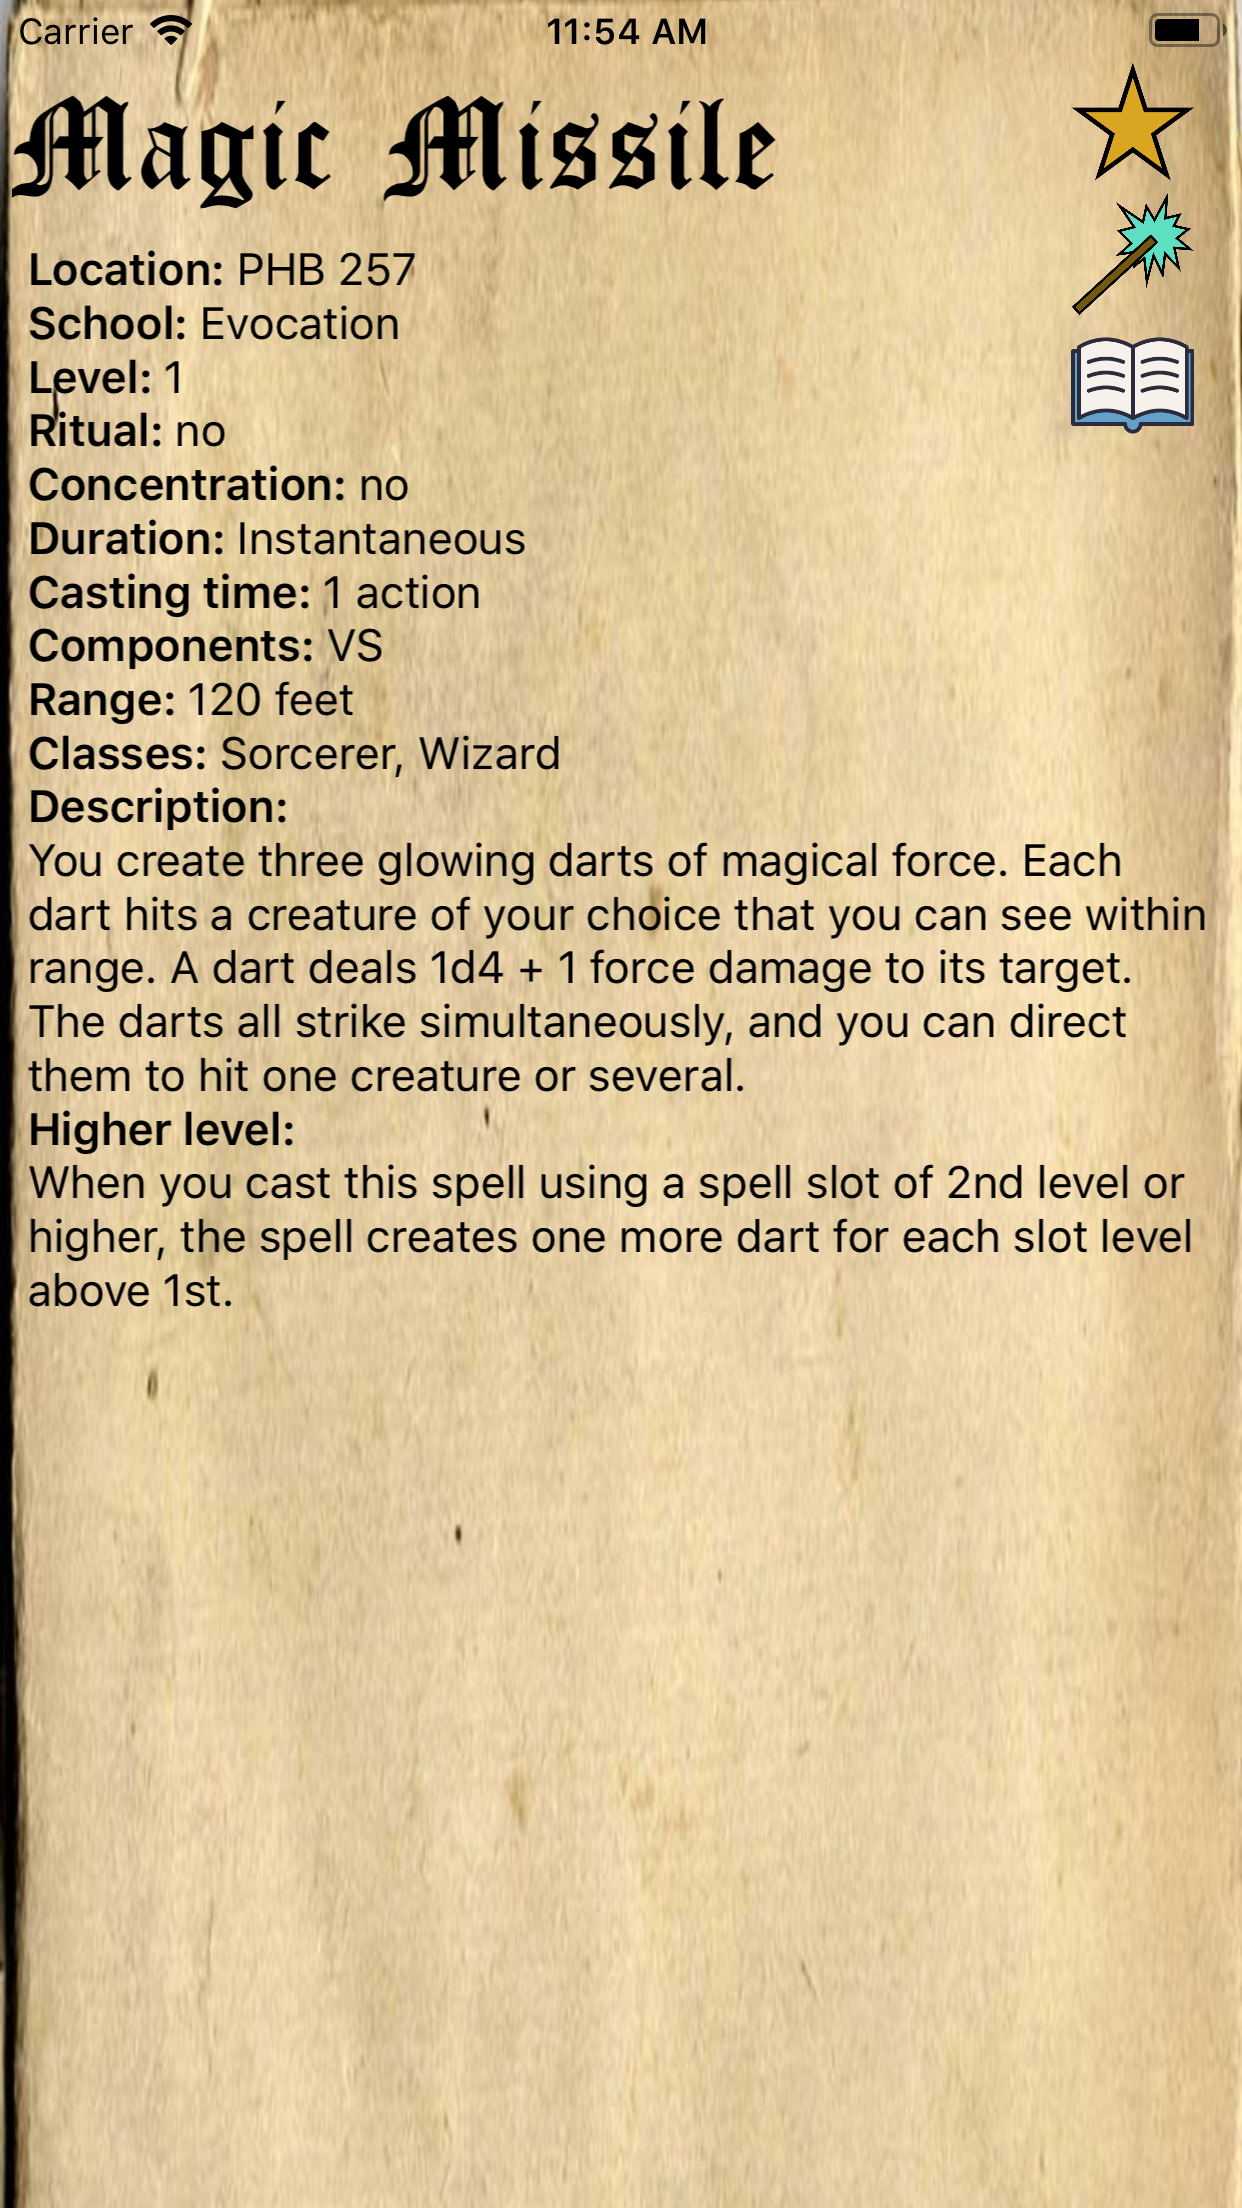 Carrier
11:54 AM
Magic Missile
Location: PHB 257
School: Evocation
Level: 1
Ritual: no
Concentration: no
Duration: Instantaneous
Casting time: 1 action
Components: VS
Range: 120 feet
Classes: Sorcerer, Wizard
Description:
You create three glowing darts of magical force. Each
dart hits a creature of your choice that you can see within
range. A dart deals 1d4 + 1 force damage to its target.
The darts all strike simultaneously, and you can direct
them to hit one creature or several.
Higher level:
When you cast this spell using a spell slot of 2nd level or
higher, the spell creates one more dart for each slot level
above 1st.